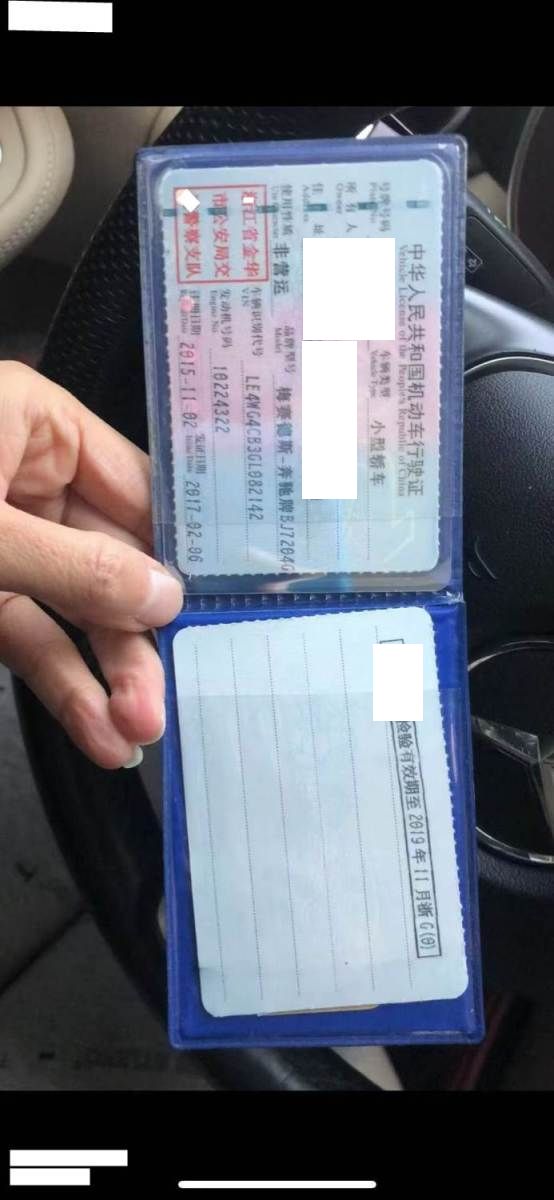 中华人民共和国机动车行驶证
Vehicle License of the People's Republic of China
号牌号码
Plate No.
车辆类型
Vehicle Type
小型轿车
所有人
Owner
住址
Address
使用性质
Use Character
非营运
品牌型号
Model
梅赛德斯-奔驰牌BJ7204G
车辆识别代号
VIN
LE4WG4CB3GL082142
发动机号码
Engine No.
10224322
注册日期
2015-11-02
发证日期
Issue Date
2017-02-06
江省金华
市公安局交
警察支队
检验有效期至2019年11月浙G(0)